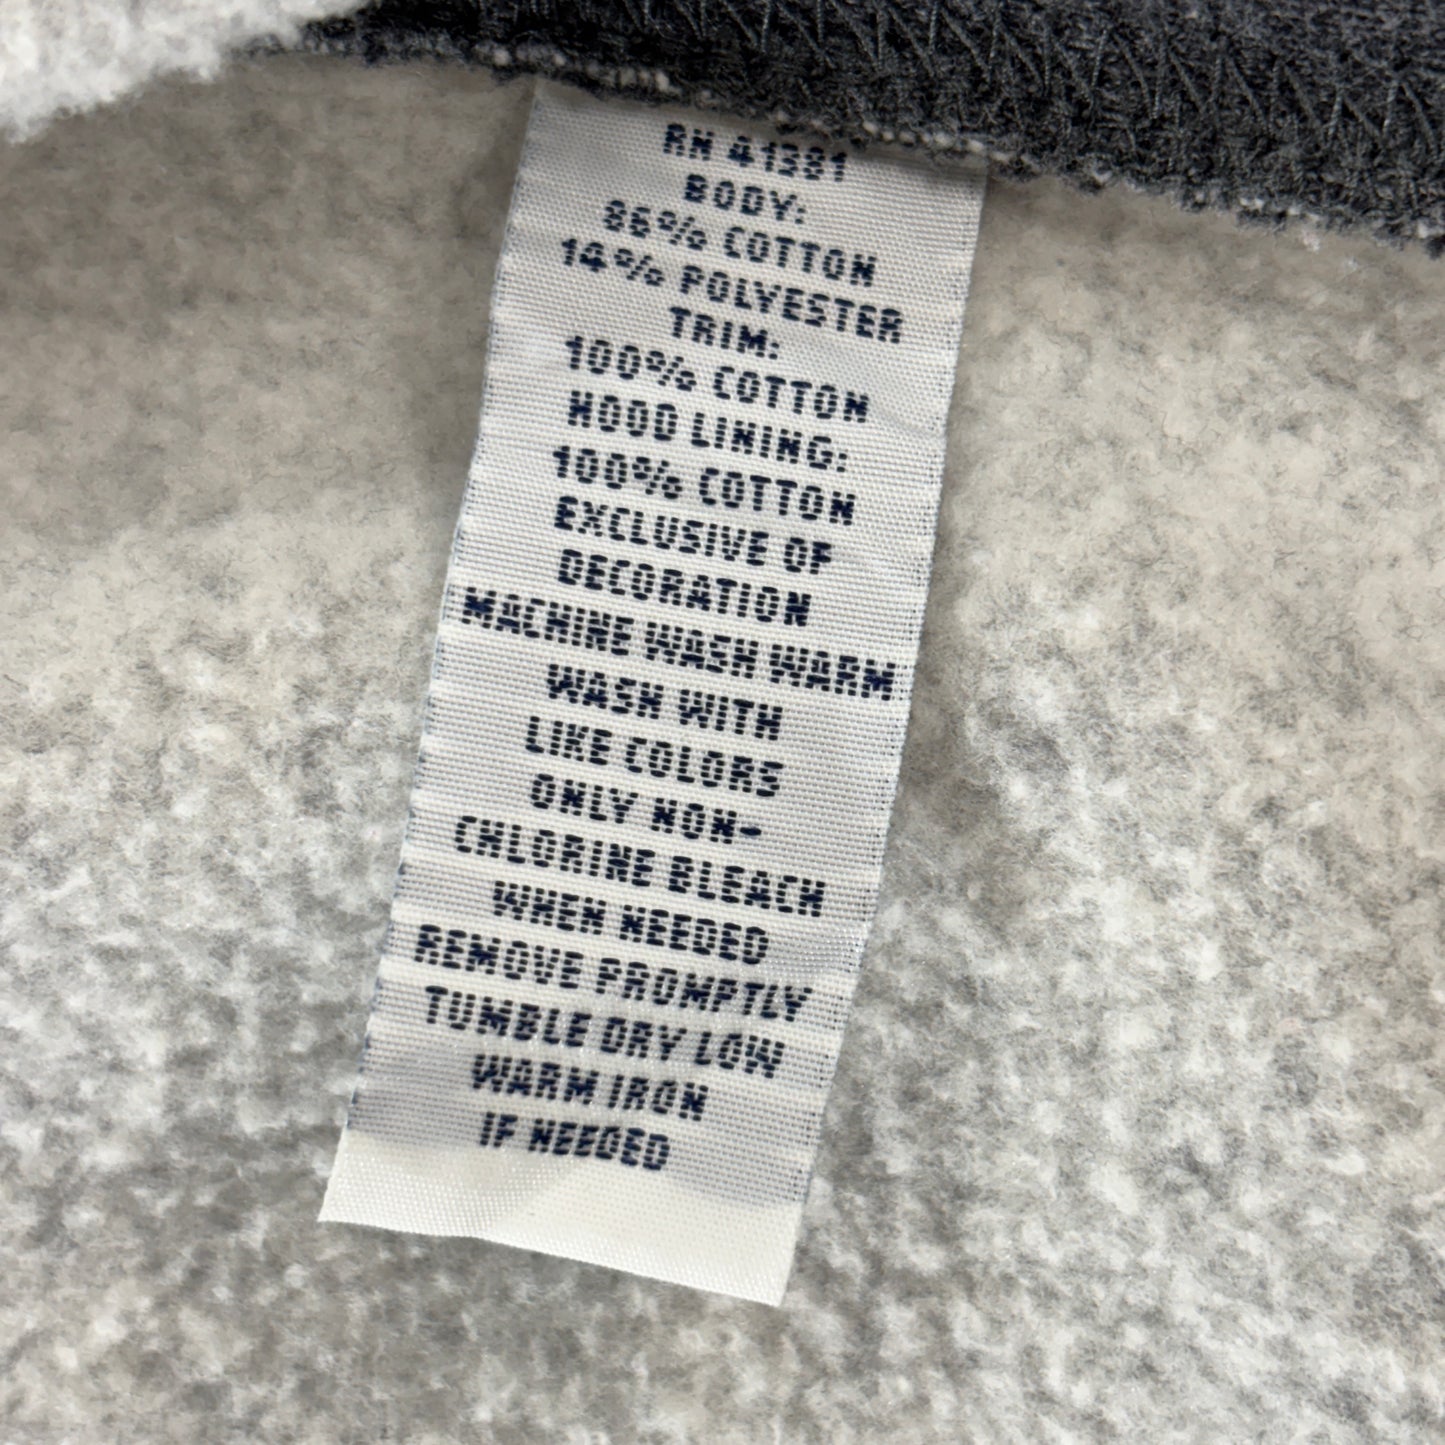 RN 41381
BODY:
86% COTTON
14% POLYESTER
TRIM:
100% COTTON
HOOD LINING:
100% COTTON
EXCLUSIVE OF
DECORATION
MACHINE WASH WARM
WASH WITH
LIKE COLORS
ONLY NON-
CHLORINE BLEACH
WHEN NEEDED
REMOVE PROMPTLY
TUMBLE DRY LOW
WARM IRON
IF NEEDED